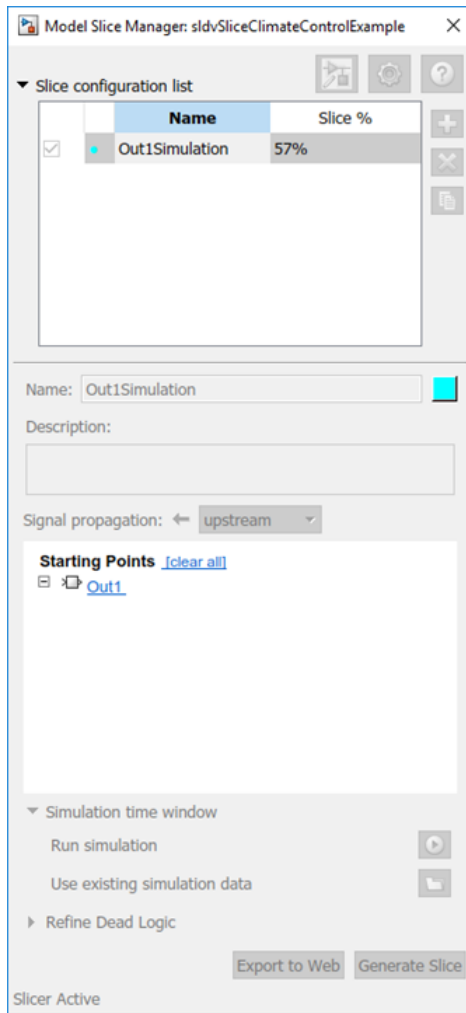 Model Slice Manager: sldvSliceClimateControlExample
Slice configuration list
?
Name Slice %
Out1Simulation 57%
Name: Out1Simulation
Description:
Signal propagation: upstream
Starting Points [clear all]
Out1
Simulation time window
Run simulation
Use existing simulation data
Refine Dead Logic
Export to Web Generate Slice
Slicer Active